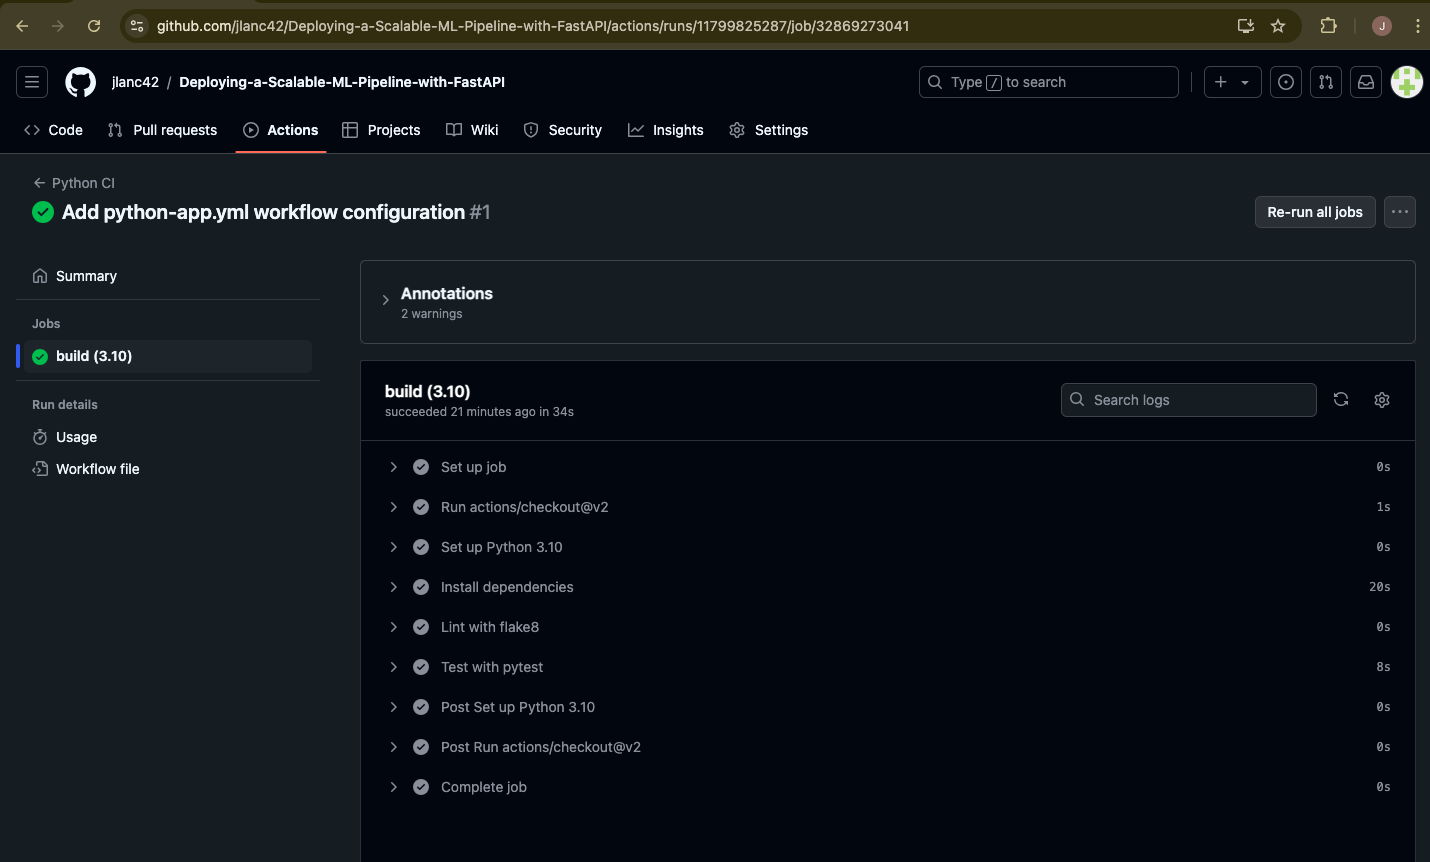 github.com/jlanc42/Deploying-a-Scalable-ML-Pipeline-with-FastAPI/actions/runs/11799825287/job/32869273041
J
jlanc42 / Deploying-a-Scalable-ML-Pipeline-with-FastAPI
Type / to search
Code Pull requests Actions Projects Wiki Security Insights Settings
Python CI
Add python-app.yml workflow configuration #1
Re-run all jobs
Summary
Jobs
build (3.10)
Run details
Usage
Workflow file
Annotations
2 warnings
build (3.10)
succeeded 21 minutes ago in 34s
Search logs
Set up job 0s
Run actions/checkout@v2 1s
Set up Python 3.10 0s
Install dependencies 20s
Lint with flake8 0s
Test with pytest 8s
Post Set up Python 3.10 0s
Post Run actions/checkout@v2 0s
Complete job 0s